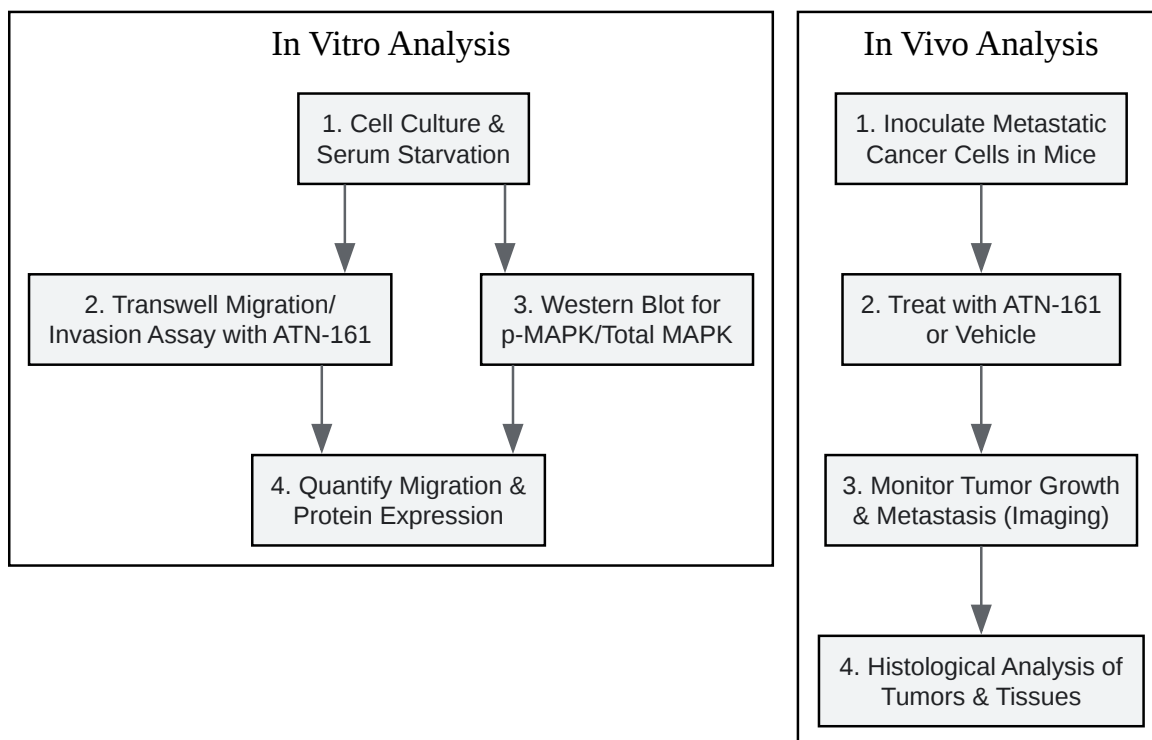 In Vitro Analysis
1. Cell Culture &
Serum Starvation
2. Transwell Migration/
Invasion Assay with ATN-161
3. Western Blot for
p-MAPK/Total MAPK
4. Quantify Migration &
Protein Expression
In Vivo Analysis
1. Inoculate Metastatic
Cancer Cells in Mice
2. Treat with ATN-161
or Vehicle
3. Monitor Tumor Growth
& Metastasis (Imaging)
4. Histological Analysis of
Tumors & Tissues